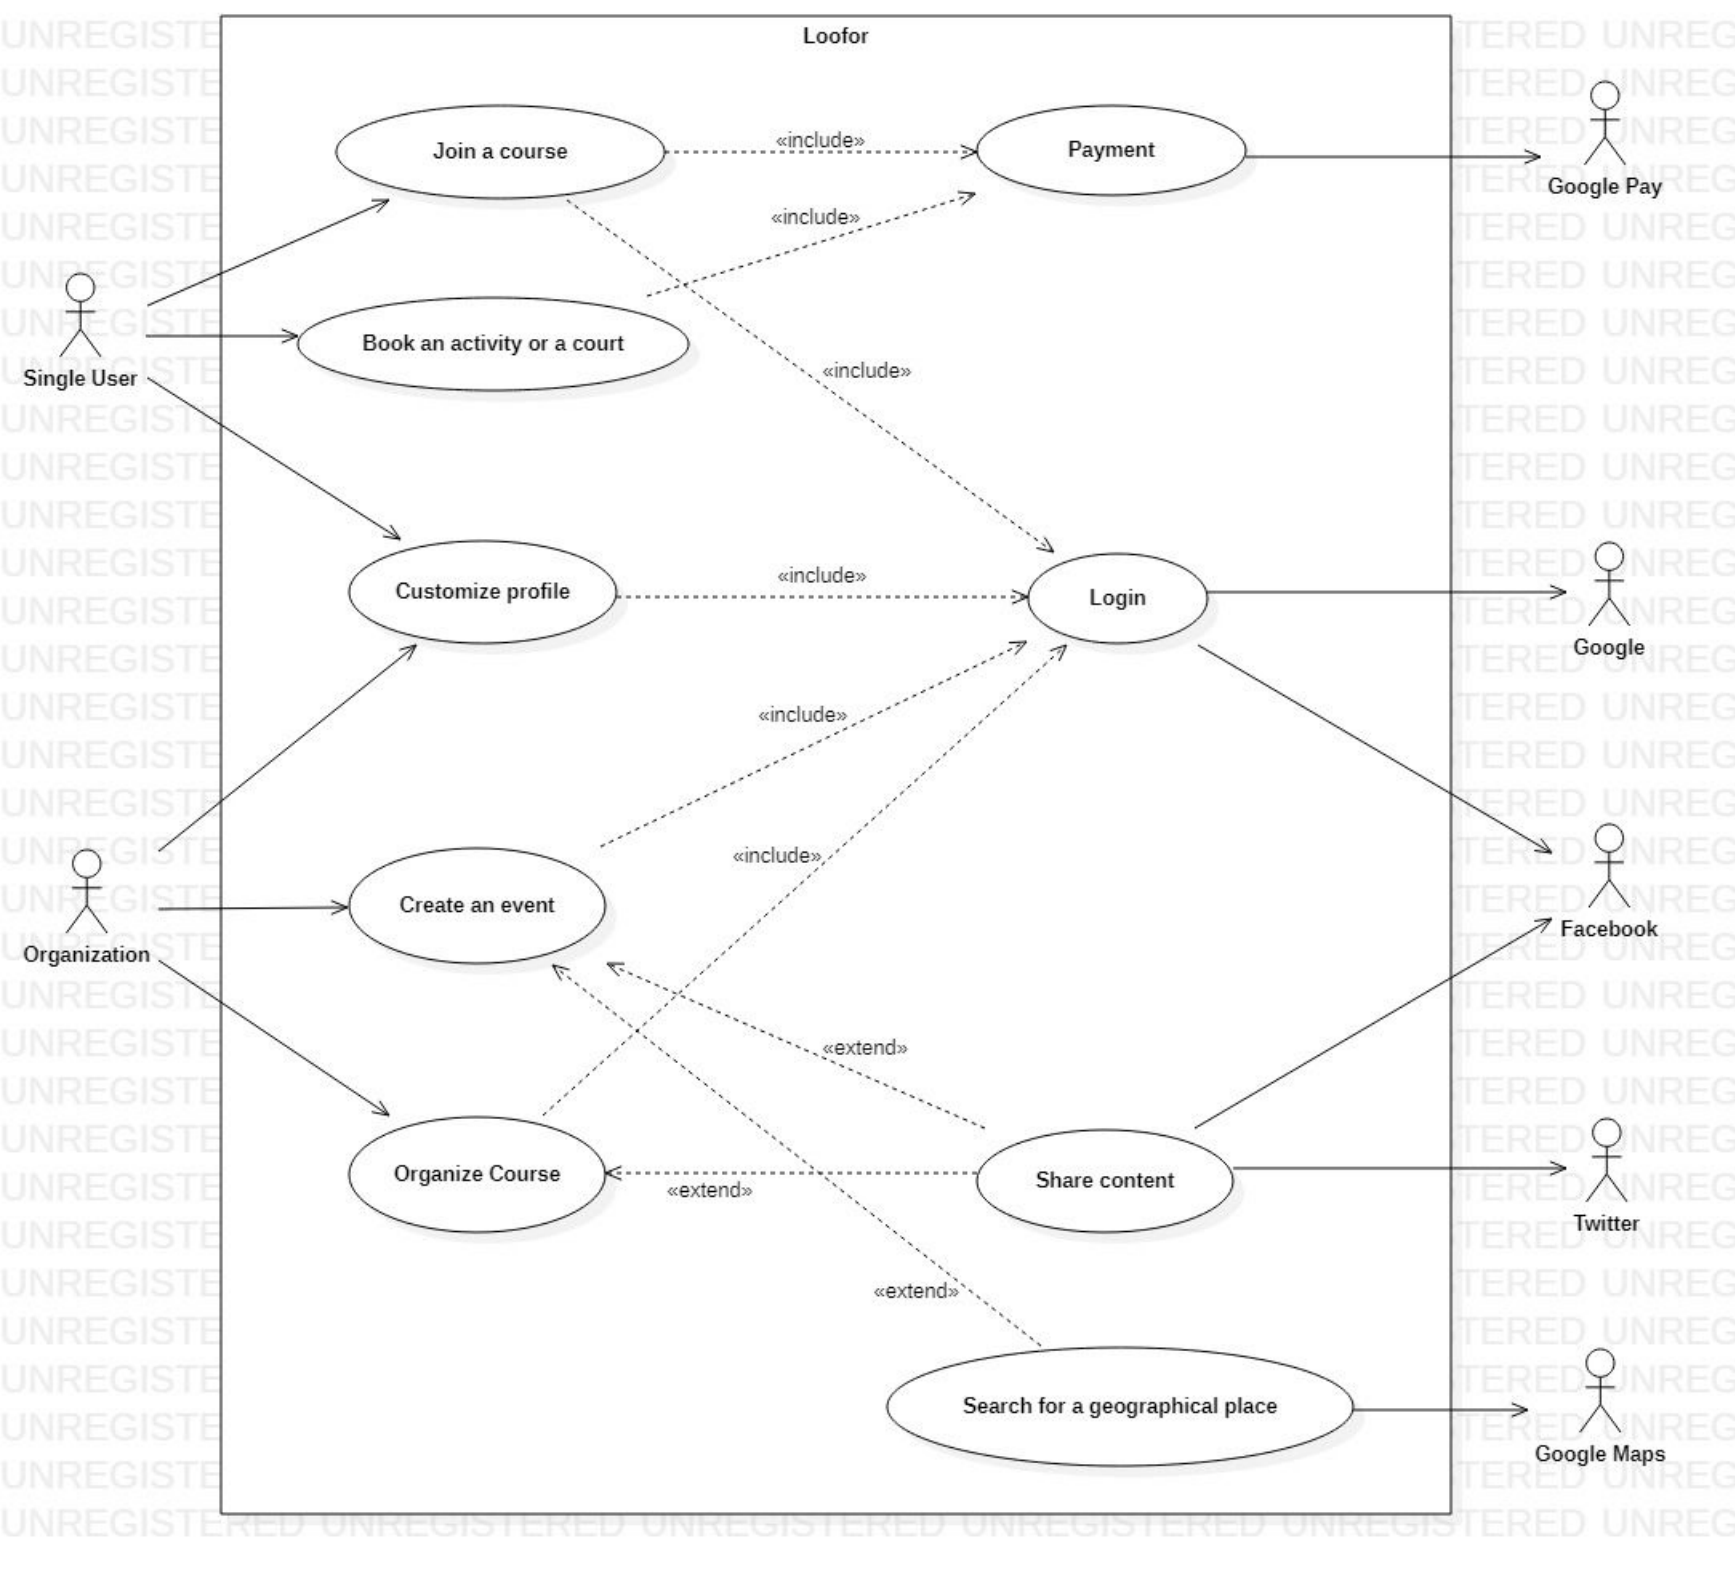 Loofor
Join a course
«include»
Payment
Google Pay
«include»
Single User
Book an activity or a court
«include»
Customize profile
«include»
Login
Google
«include»
Organization
Create an event
«include»
Facebook
«extend»
Organize Course
«extend»
Share content
Twitter
«extend»
Search for a geographical place
Google Maps
UNREGISTERED UNREGISTERED UNREGISTERED UNREGISTERED UNREGISTERED UNREG